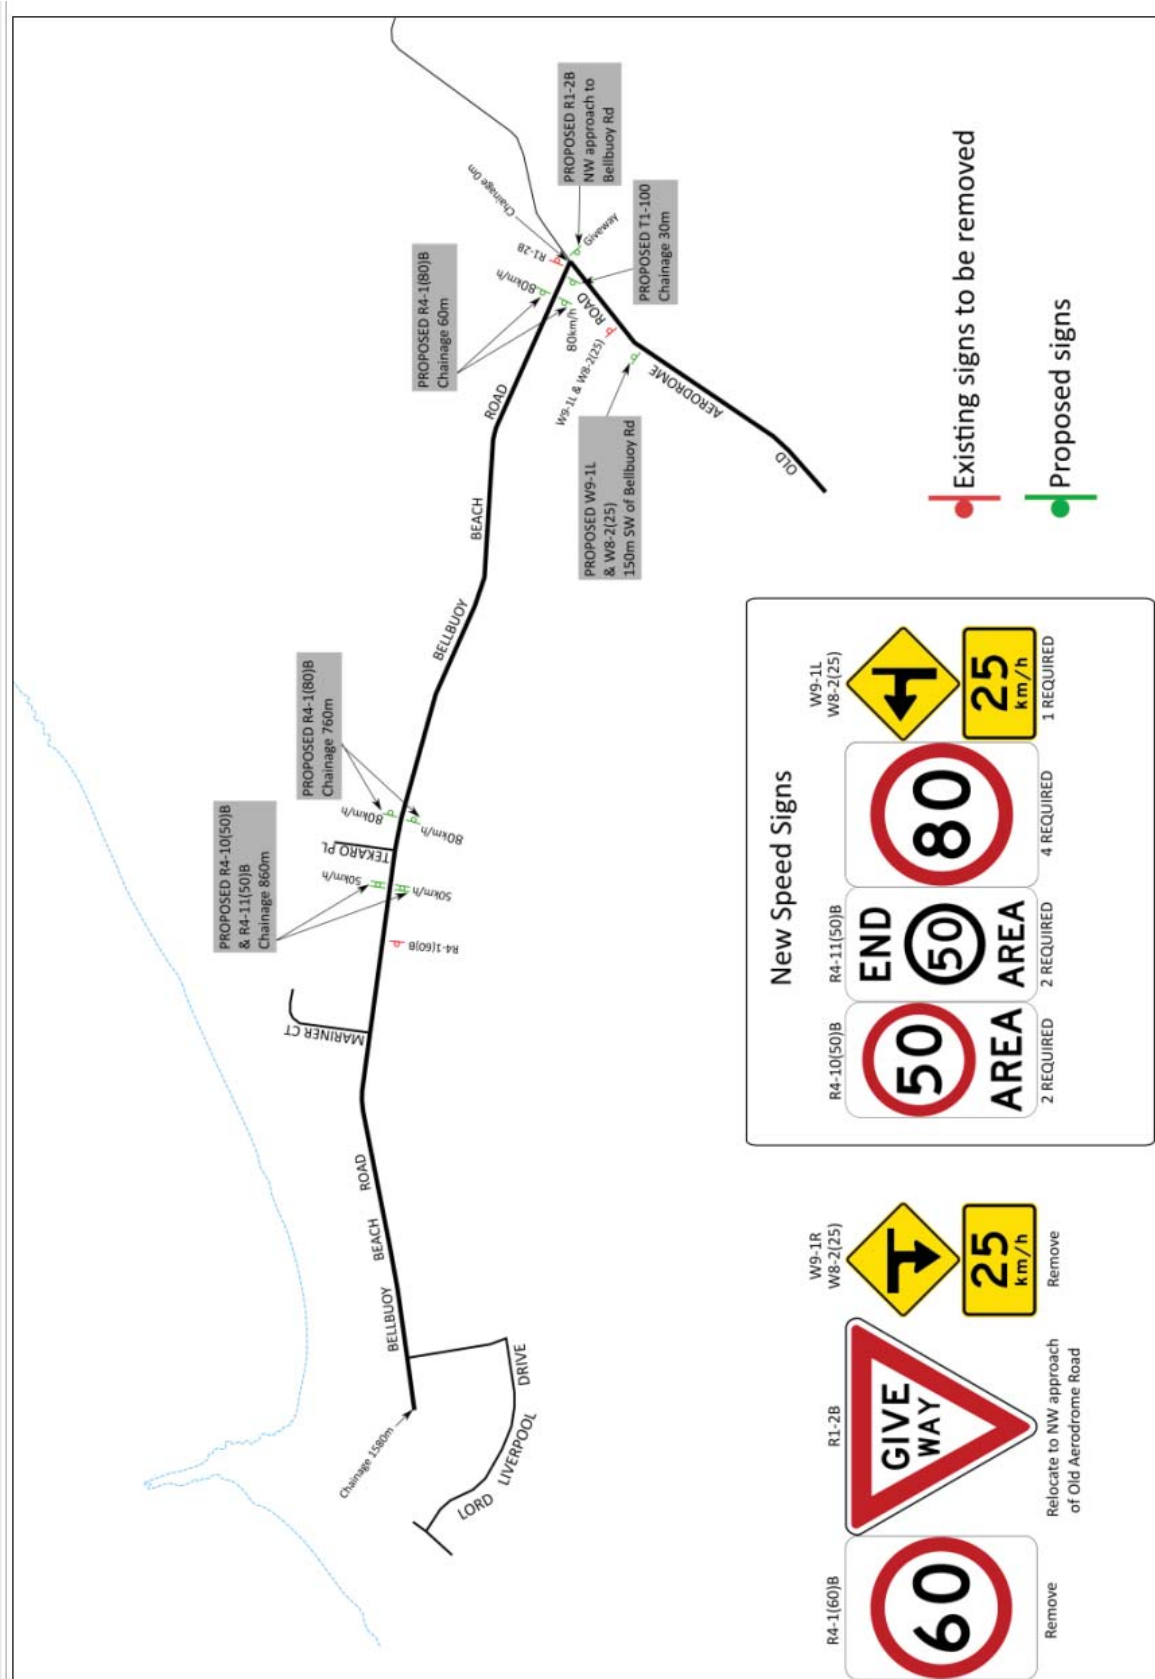 PROPOSED R1-2B
NW approach to
Bellbuoy Rd
Chainage 0m
R1-2B
Giveway
PROPOSED T1-100
Chainage 30m
PROPOSED R4-1(80)B
Chainage 60m
80km/h
80km/h
W9-1L & W8-2(25)
PROPOSED W9-1L
& W8-2(25)
150m SW of Bellbuoy Rd
OLD
AERODROME
ROAD
BELLBUOY
BEACH
ROAD
PROPOSED R4-1(80)B
Chainage 760m
80km/h
80km/h
TEKARO PL
PROPOSED R4-10(50)B
& R4-11(50)B
Chainage 860m
50km/h
50km/h
R4-1(60)B
MARINER CT
BELLBUOY
BEACH
ROAD
Chainage 1580m
LORD
LIVERPOOL
DRIVE
Existing signs to be removed
Proposed signs
New Speed Signs
R4-10(50)B
50
AREA
2 REQUIRED
R4-11(50)B
END
50
AREA
2 REQUIRED
80
4 REQUIRED
W9-1L
W8-2(25)
25
km/h
1 REQUIRED
R4-1(60)B
60
Remove
R1-2B
GIVE
WAY
Relocate to NW approach
of Old Aerodrome Road
W9-1R
W8-2(25)
25
km/h
Remove